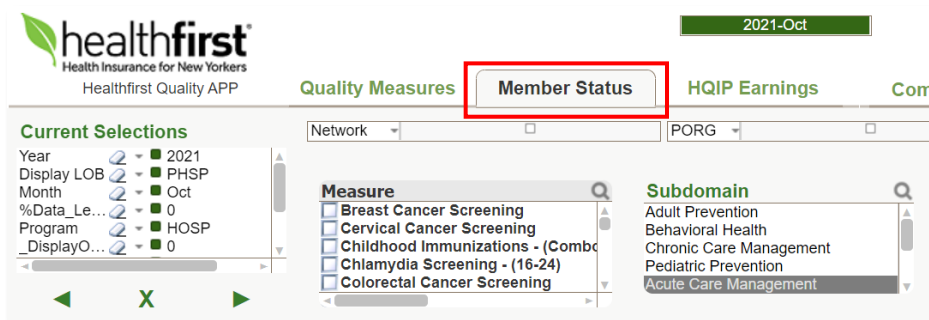 healthfirst
Health Insurance for New Yorkers
Healthfirst Quality APP
2021-Oct
Quality Measures
Member Status
HQIP Earnings
Com
Current Selections
Year 2021
Display LOB PHSP
Month Oct
%Data_Le... 0
Program HOSP
_DisplayO... 0
X
Network
PORG
Measure
Breast Cancer Screening
Cervical Cancer Screening
Childhood Immunizations - (Combo
Chlamydia Screening - (16-24)
Colorectal Cancer Screening
Subdomain
Adult Prevention
Behavioral Health
Chronic Care Management
Pediatric Prevention
Acute Care Management